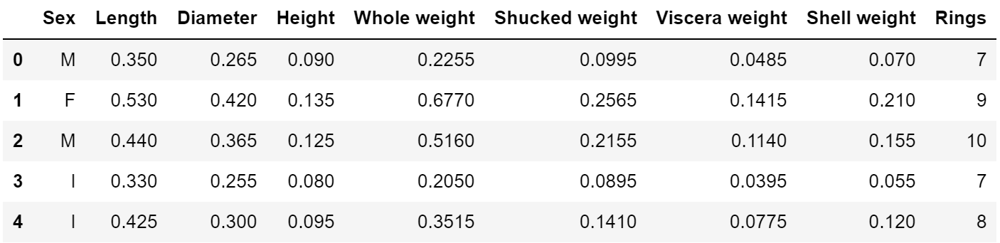 Sex Length Diameter Height Whole weight Shucked weight Viscera weight Shell weight Rings
0 M 0.350 0.265 0.090 0.2255 0.0995 0.0485 0.070 7
1 F 0.530 0.420 0.135 0.6770 0.2565 0.1415 0.210 9
2 M 0.440 0.365 0.125 0.5160 0.2155 0.1140 0.155 10
3 I 0.330 0.255 0.080 0.2050 0.0895 0.0395 0.055 7
4 I 0.425 0.300 0.095 0.3515 0.1410 0.0775 0.120 8